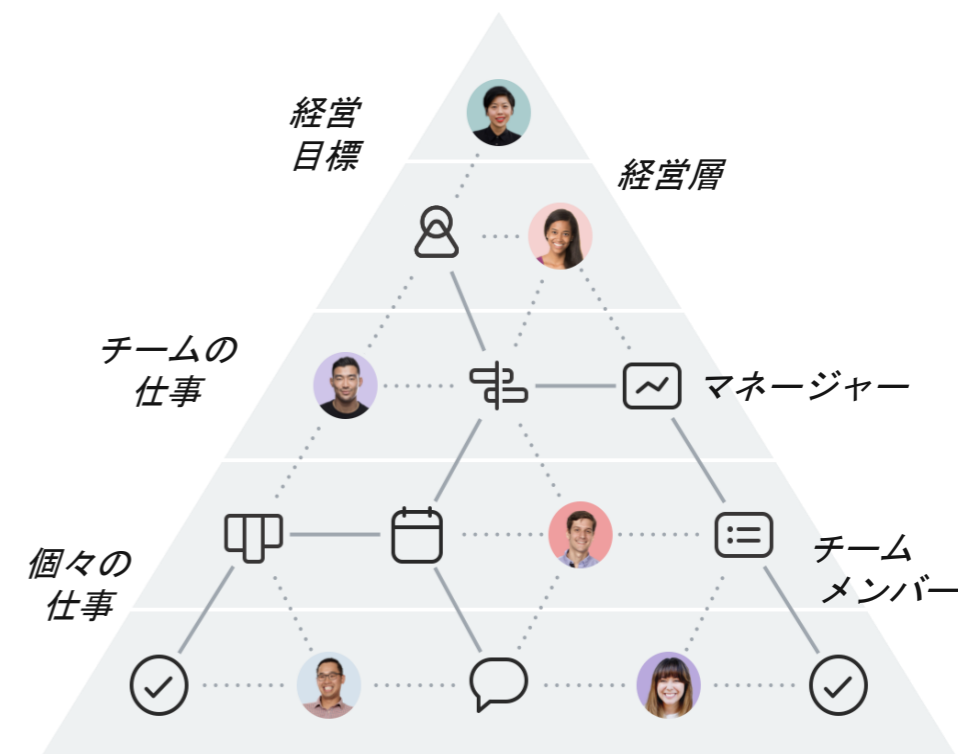 経営
目標
経営層
チームの
仕事
マネージャー
個々の
仕事
チーム
メンバー